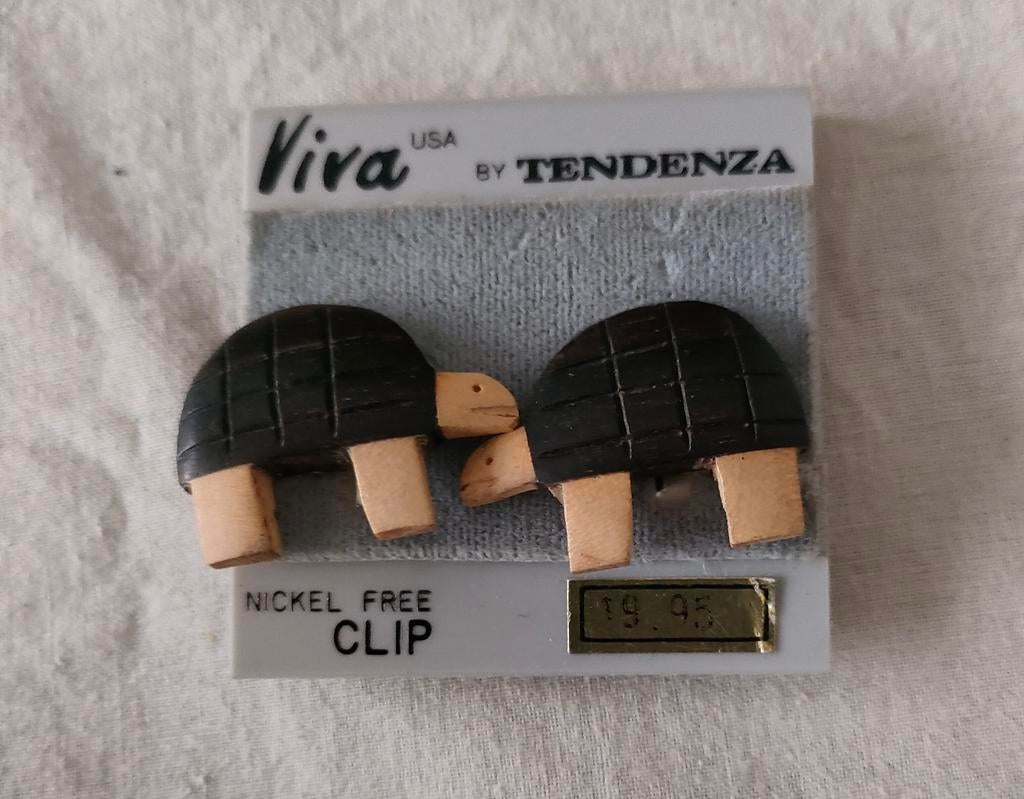 Viva USA BY TENDENZA
NICKEL FREE
CLIP
19.95